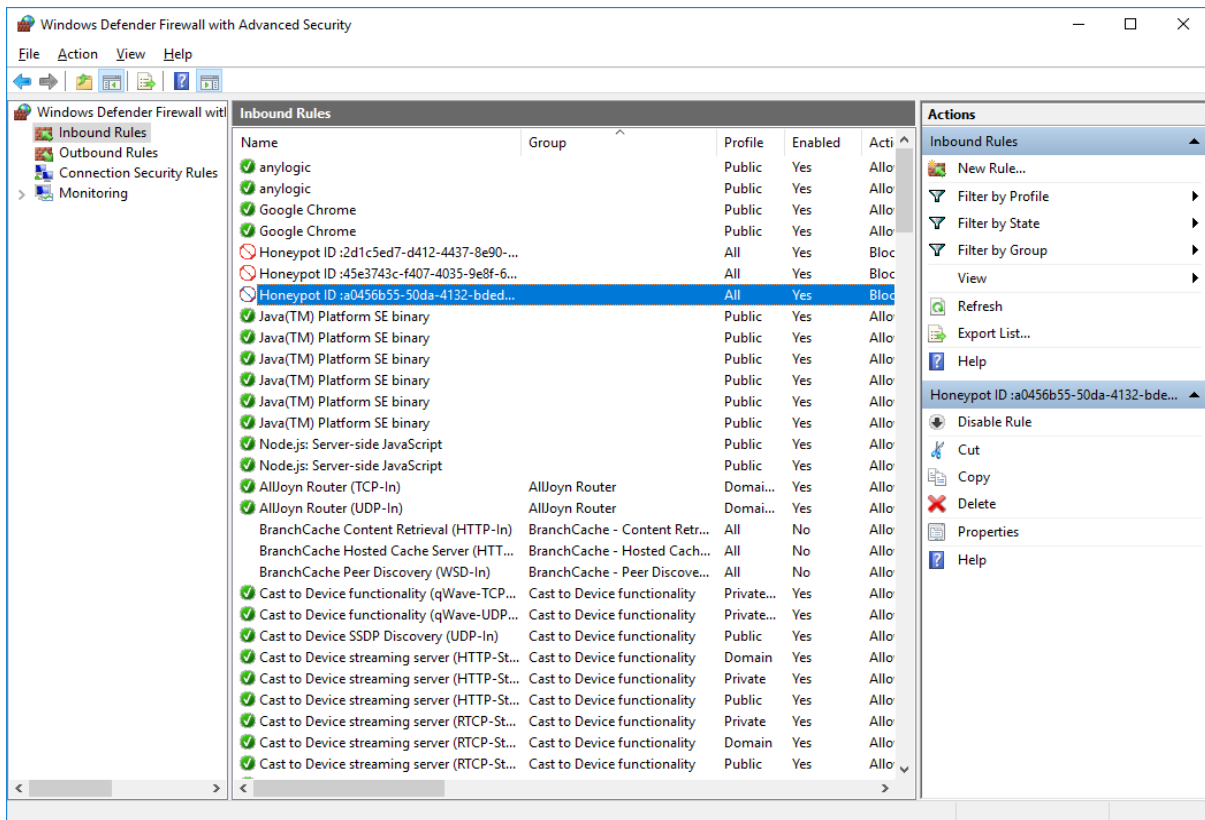 Windows Defender Firewall with Advanced Security
File Action View Help
Windows Defender Firewall witl
Inbound Rules
Outbound Rules
Connection Security Rules
Monitoring
Inbound Rules
Name Group Profile Enabled Acti
anylogic Public Yes Allo
anylogic Public Yes Allo
Google Chrome Public Yes Allo
Google Chrome Public Yes Allo
Honeypot ID :2d1c5ed7-d412-4437-8e90-... All Yes Bloc
Honeypot ID :45e3743c-f407-4035-9e8f-6... All Yes Bloc
Honeypot ID :a0456b55-50da-4132-bded... All Yes Bloc
Java(TM) Platform SE binary Public Yes Allo
Java(TM) Platform SE binary Public Yes Allo
Java(TM) Platform SE binary Public Yes Allo
Java(TM) Platform SE binary Public Yes Allo
Java(TM) Platform SE binary Public Yes Allo
Java(TM) Platform SE binary Public Yes Allo
Node.js: Server-side JavaScript Public Yes Allo
Node.js: Server-side JavaScript Public Yes Allo
AllJoyn Router (TCP-In) AllJoyn Router Domai... Yes Allo
AllJoyn Router (UDP-In) AllJoyn Router Domai... Yes Allo
BranchCache Content Retrieval (HTTP-In) BranchCache - Content Retr... All No Allo
BranchCache Hosted Cache Server (HTT... BranchCache - Hosted Cach... All No Allo
BranchCache Peer Discovery (WSD-In) BranchCache - Peer Discove... All No Allo
Cast to Device functionality (qWave-TCP... Cast to Device functionality Private... Yes Allo
Cast to Device functionality (qWave-UDP... Cast to Device functionality Private... Yes Allo
Cast to Device SSDP Discovery (UDP-In) Cast to Device functionality Public Yes Allo
Cast to Device streaming server (HTTP-St... Cast to Device functionality Domain Yes Allo
Cast to Device streaming server (HTTP-St... Cast to Device functionality Private Yes Allo
Cast to Device streaming server (HTTP-St... Cast to Device functionality Public Yes Allo
Cast to Device streaming server (RTCP-St... Cast to Device functionality Private Yes Allo
Cast to Device streaming server (RTCP-St... Cast to Device functionality Domain Yes Allo
Cast to Device streaming server (RTCP-St... Cast to Device functionality Public Yes Allo
Actions
Inbound Rules
New Rule...
Filter by Profile
Filter by State
Filter by Group
View
Refresh
Export List...
Help
Honeypot ID :a0456b55-50da-4132-bde...
Disable Rule
Cut
Copy
Delete
Properties
Help